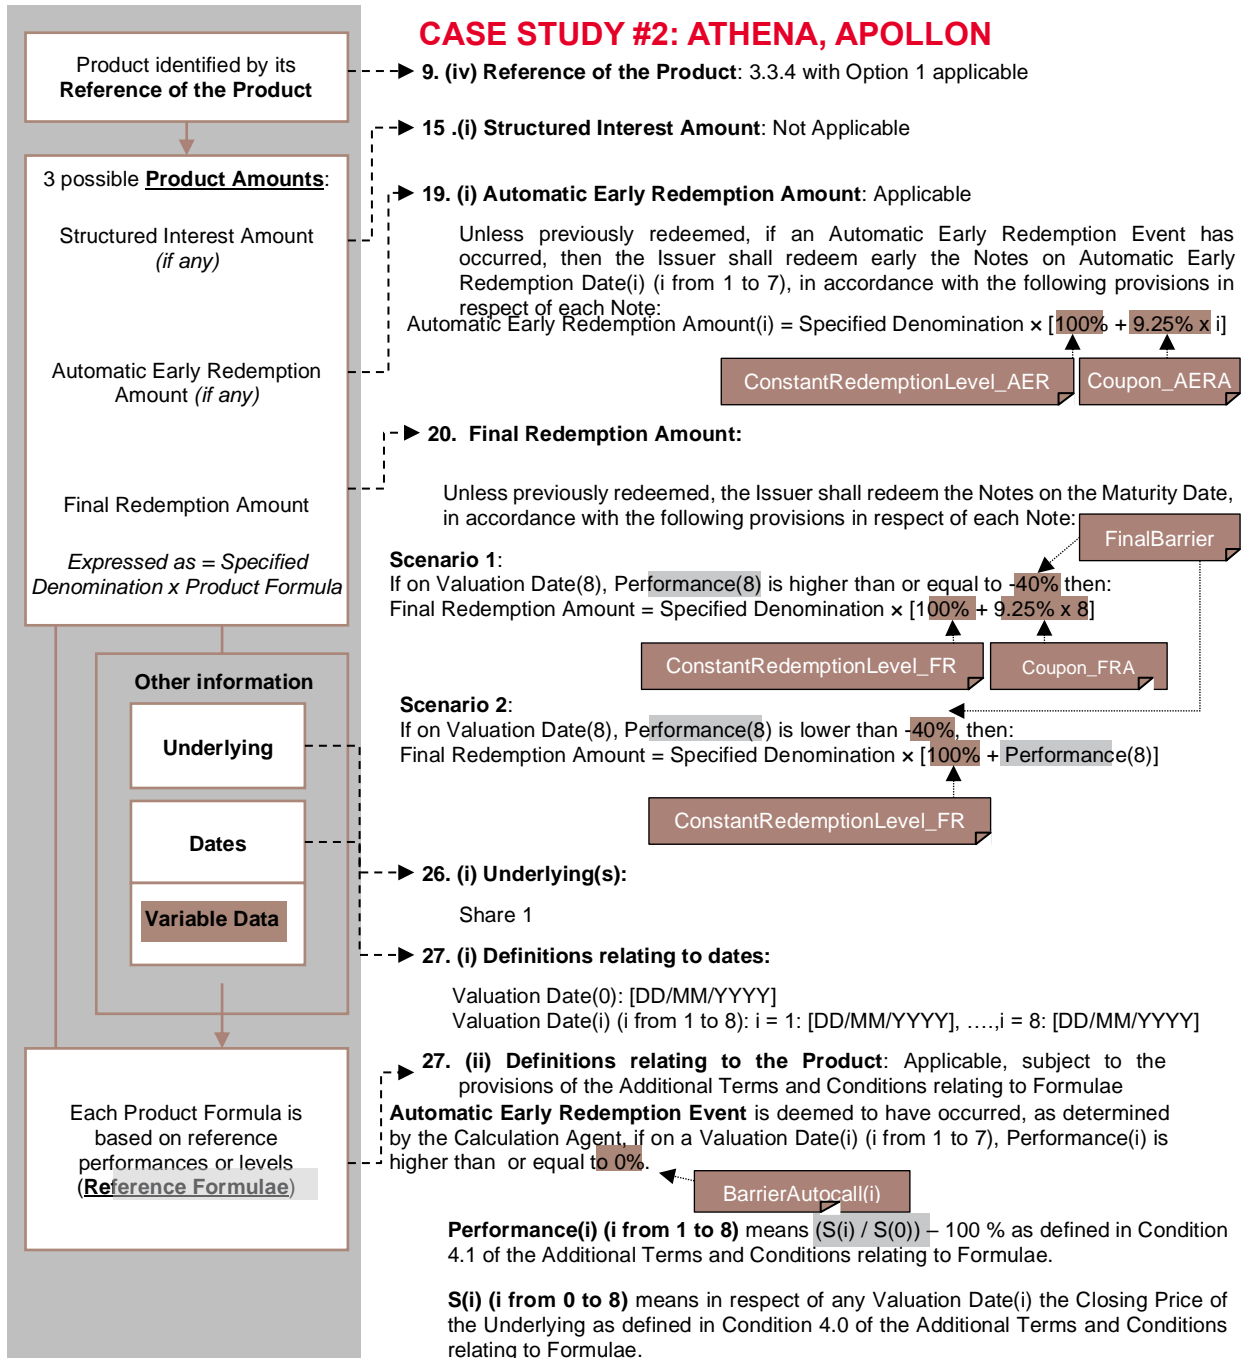 CASE STUDY #2: ATHENA, APOLLON
Product identified by its
Reference of the Product
9. (iv) Reference of the Product: 3.3.4 with Option 1 applicable
15 .(i) Structured Interest Amount: Not Applicable
3 possible Product Amounts:
Structured Interest Amount
(if any)
Automatic Early Redemption
Amount (if any)
Final Redemption Amount
Expressed as = Specified
Denomination x Product Formula
19. (i) Automatic Early Redemption Amount: Applicable
Unless previously redeemed, if an Automatic Early Redemption Event has
occurred, then the Issuer shall redeem early the Notes on Automatic Early
Redemption Date(i) (i from 1 to 7), in accordance with the following provisions in
respect of each Note:
Automatic Early Redemption Amount(i) = Specified Denomination × [100% + 9.25% x i]
ConstantRedemptionLevel_AER
Coupon_AERA
20. Final Redemption Amount:
Unless previously redeemed, the Issuer shall redeem the Notes on the Maturity Date,
in accordance with the following provisions in respect of each Note:
FinalBarrier
Scenario 1:
If on Valuation Date(8), Performance(8) is higher than or equal to -40% then:
Final Redemption Amount = Specified Denomination × [100% + 9.25% x 8]
ConstantRedemptionLevel_FR
Coupon_FRA
Scenario 2:
If on Valuation Date(8), Performance(8) is lower than -40%, then:
Final Redemption Amount = Specified Denomination × [100% + Performance(8)]
ConstantRedemptionLevel_FR
Other information
Underlying
Dates
Variable Data
26. (i) Underlying(s):
Share 1
27. (i) Definitions relating to dates:
Valuation Date(0): [DD/MM/YYYY]
Valuation Date(i) (i from 1 to 8): i = 1: [DD/MM/YYYY], ….,i = 8: [DD/MM/YYYY]
Each Product Formula is
based on reference
performances or levels
(Reference Formulae)
27. (ii) Definitions relating to the Product: Applicable, subject to the
provisions of the Additional Terms and Conditions relating to Formulae
Automatic Early Redemption Event is deemed to have occurred, as determined
by the Calculation Agent, if on a Valuation Date(i) (i from 1 to 7), Performance(i) is
higher than or equal to 0%.
BarrierAutocall(i)
Performance(i) (i from 1 to 8) means (S(i) / S(0)) – 100 % as defined in Condition
4.1 of the Additional Terms and Conditions relating to Formulae.
S(i) (i from 0 to 8) means in respect of any Valuation Date(i) the Closing Price of
the Underlying as defined in Condition 4.0 of the Additional Terms and Conditions
relating to Formulae.